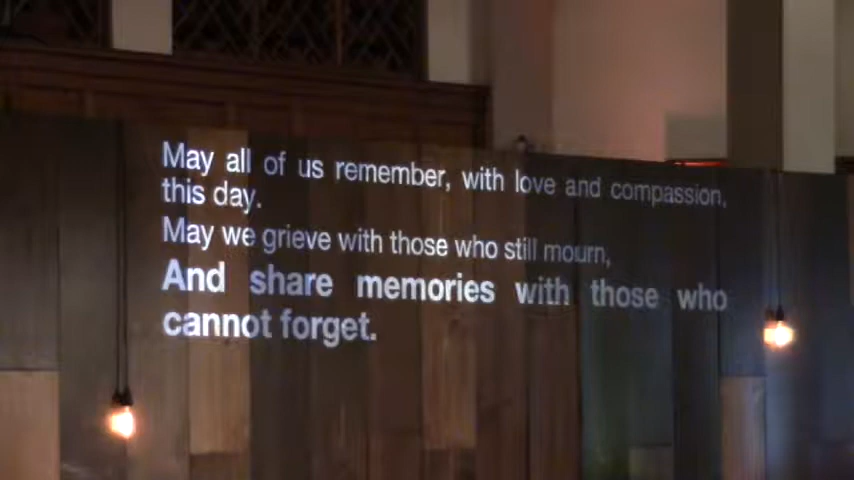 May all of us remember, with love and compassion,
this day.
May we grieve with those who still mourn,
And share memories with those who
cannot forget.